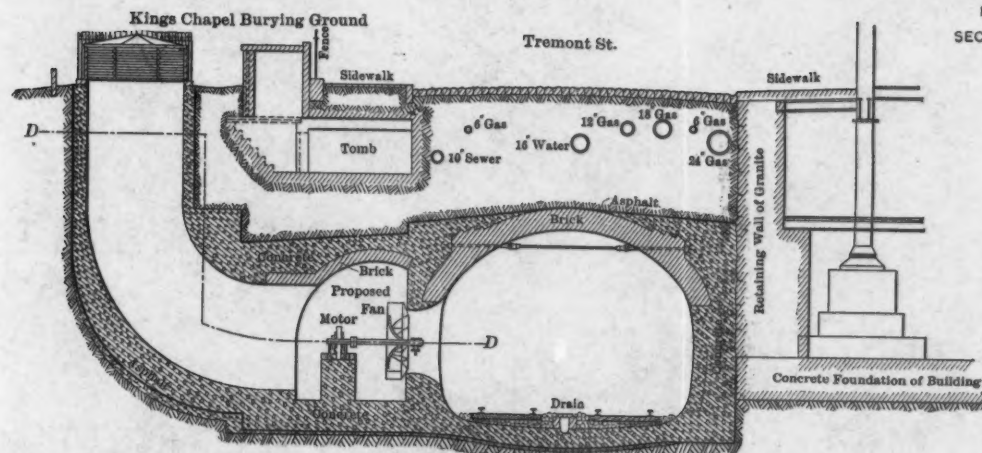 Kings Chapel Burying Ground
Tremont St.
SEC
Fence
Sidewalk
Sidewalk
D
6" Gas
12" Gas
18" Gas
6" Gas
Tomb
10" Sewer
16" Water
24" Gas
Asphalt
Brick
Concrete
Brick
Proposed
Fan
Motor
D
Retaining Wall of Granite
Asphalt
Concrete
Drain
Concrete Foundation of Building